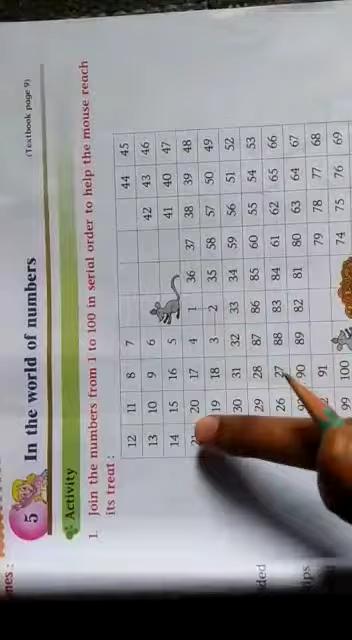 nes :
5 In the world of numbers
(Textbook page 9)
Activity
1. Join the numbers from 1 to 100 in serial order to help the mouse reach
its treat :
12 11 8 7 44 45
13 10 9 6 42 43 46
14 15 16 5 41 40 47
21 20 17 4 1 36 37 38 39 48
19 18 3 2 35 58 57 50 49
30 31 32 33 34 59 56 51 52
29 28 87 86 85 60 55 54 53
26 27 88 83 84 61 62 65 66
90 89 82 81 80 63 64 67
91 79 78 77 68
99 100 74 75 76 69
ded
ips